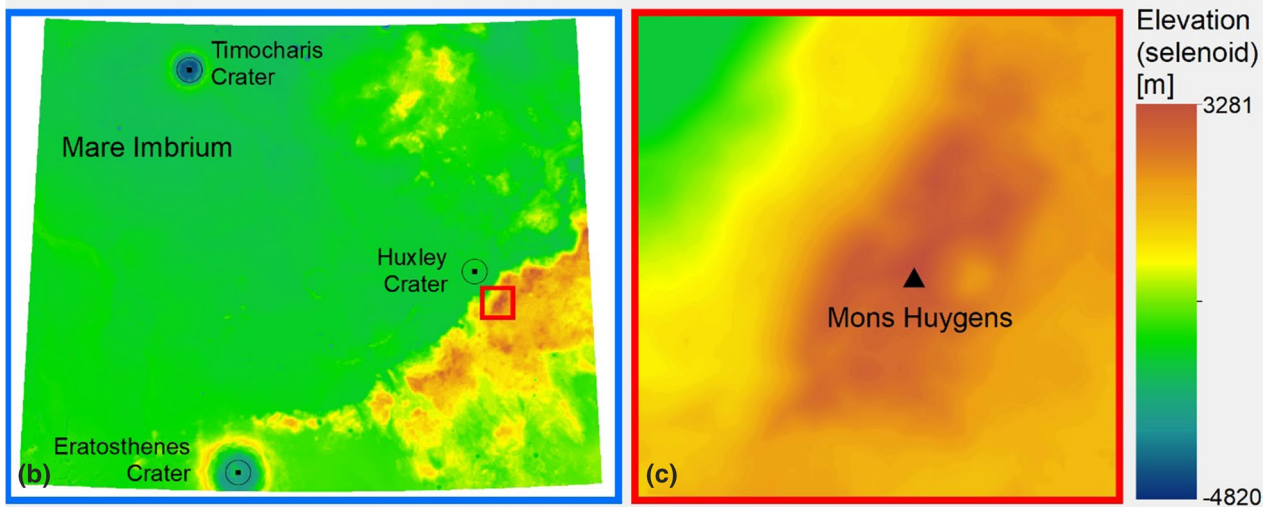 Timocharis
Crater
Mare Imbrium
Huxley
Crater
Eratosthenes
Crater
(b)
Mons Huygens
(c)
Elevation
(selenoid)
[m]
3281
-4820